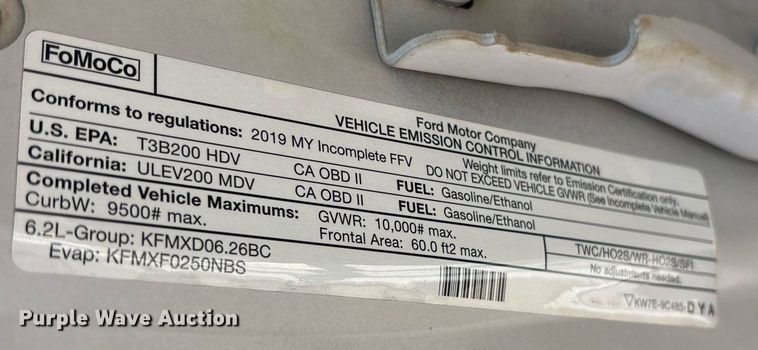 FoMoCo
Ford Motor Company
VEHICLE EMISSION CONTROL INFORMATION
Conforms to regulations: 2019 MY Incomplete FFV
Weight limits refer to Emission Certification only.
DO NOT EXCEED VEHICLE GVWR (See Incomplete Vehicle Manual)
U.S. EPA: T3B200 HDV CA OBD II FUEL: Gasoline/Ethanol
California: ULEV200 MDV CA OBD II FUEL: Gasoline/Ethanol
Completed Vehicle Maximums: GVWR: 10,000# max.
CurbW: 9500# max. Frontal Area: 60.0 ft2 max.
TWC/HO2S/WR-HO2S/SFI
No adjustments needed.
6.2L-Group: KFMXD06.26BC
Evap: KFMXF0250NBS
KW7E-9C485-DYA
Purple Wave Auction